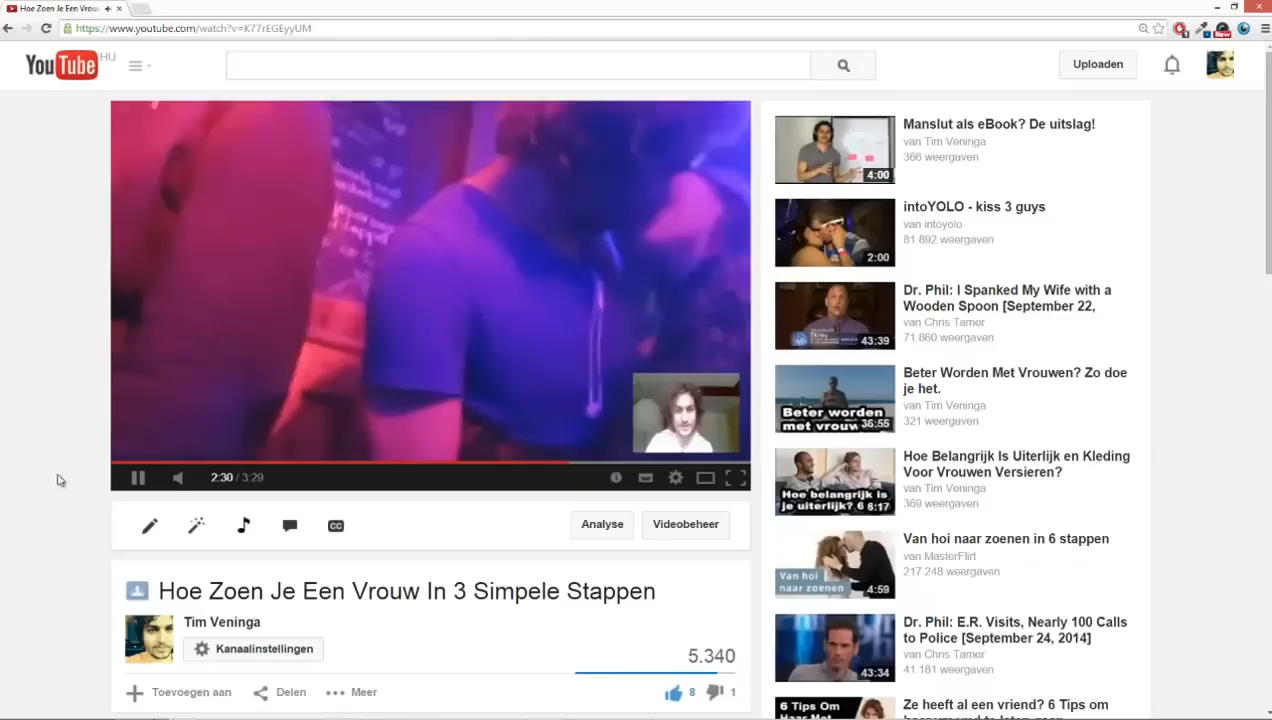 Hoe Zoen Je Een Vrouw
https://www.youtube.com/watch?v=K77rEGEyyUM
New
YouTube HU
Uploaden
Manslut als eBook? De uitslag!
van Tim Veninga
366 weergaven
4:00
intoYOLO - kiss 3 guys
van intoyolo
81 892 weergaven
2:00
Dr. Phil: I Spanked My Wife with a
Wooden Spoon [September 22,
van Chris Tamer
71.860 weergaven
43:39
Beter Worden Met Vrouwen? Zo doe
je het.
van Tim Veninga
321 weergaven
Beter worden
met vrouw
36:55
Hoe Belangrijk Is Uiterlijk en Kleding
Voor Vrouwen Versieren?
van Tim Veninga
369 weergaven
Hoe belangrijk is
je uiterlijk? 6
6:17
Van hoi naar zoenen in 6 stappen
van MasterFlirt
217 248 weergaven
Van hoi
naar zoenen
4:59
Dr. Phil: E.R. Visits, Nearly 100 Calls
to Police [September 24, 2014]
van Chris Tamer
41.181 weergaven
43:34
Ze heeft al een vriend? 6 Tips om
6 Tips Om
2:30 / 3:29
CC
Analyse
Videobeheer
Hoe Zoen Je Een Vrouw In 3 Simpele Stappen
Tim Veninga
Kanaalinstellingen
5.340
Toevoegen aan
Delen
Meer
8
1